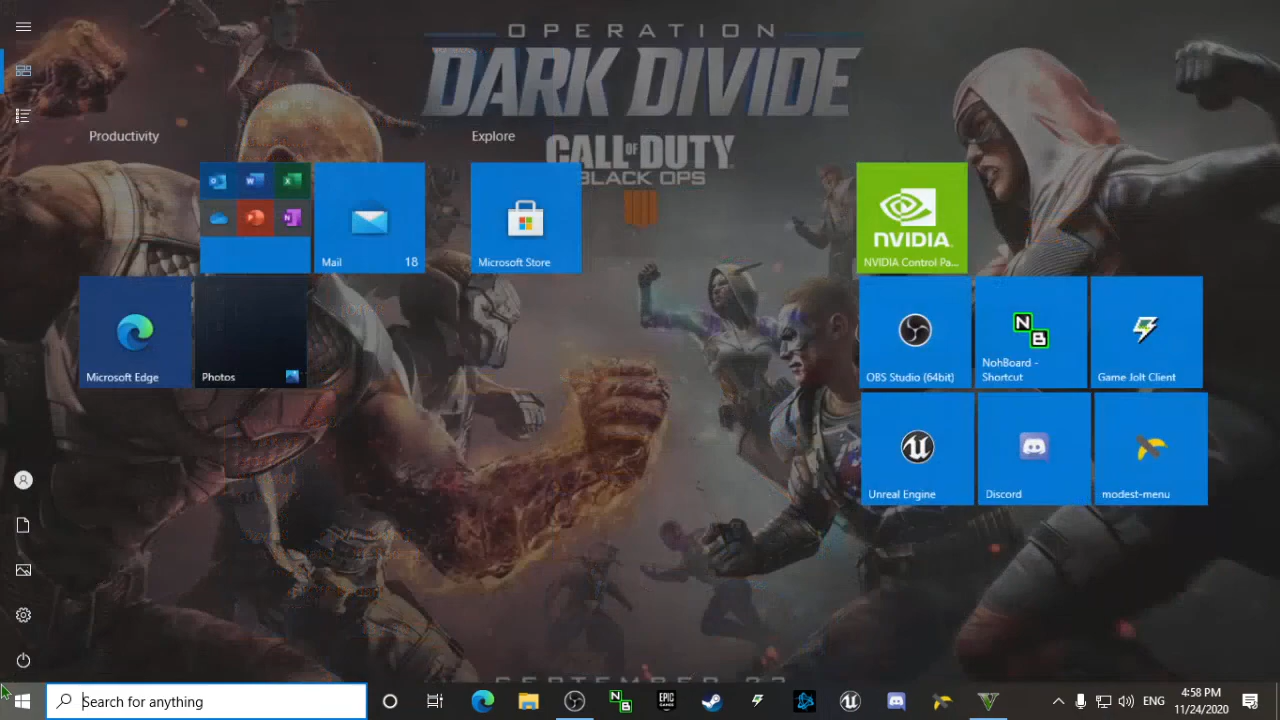 OPERATION
DARK DIVIDE
CALL OF DUTY
BLACK OPS
IIII
Productivity
Explore
Mail 18
Microsoft Store
NVIDIA
NVIDIA Control Pa...
Microsoft Edge
Photos
OBS Studio (64bit)
NohBoard -
Shortcut
Game Jolt Client
Unreal Engine
Discord
modest-menu
SEPTEMBER
Search for anything
EPIC
GAMES
ENG
4:58 PM
11/24/2020